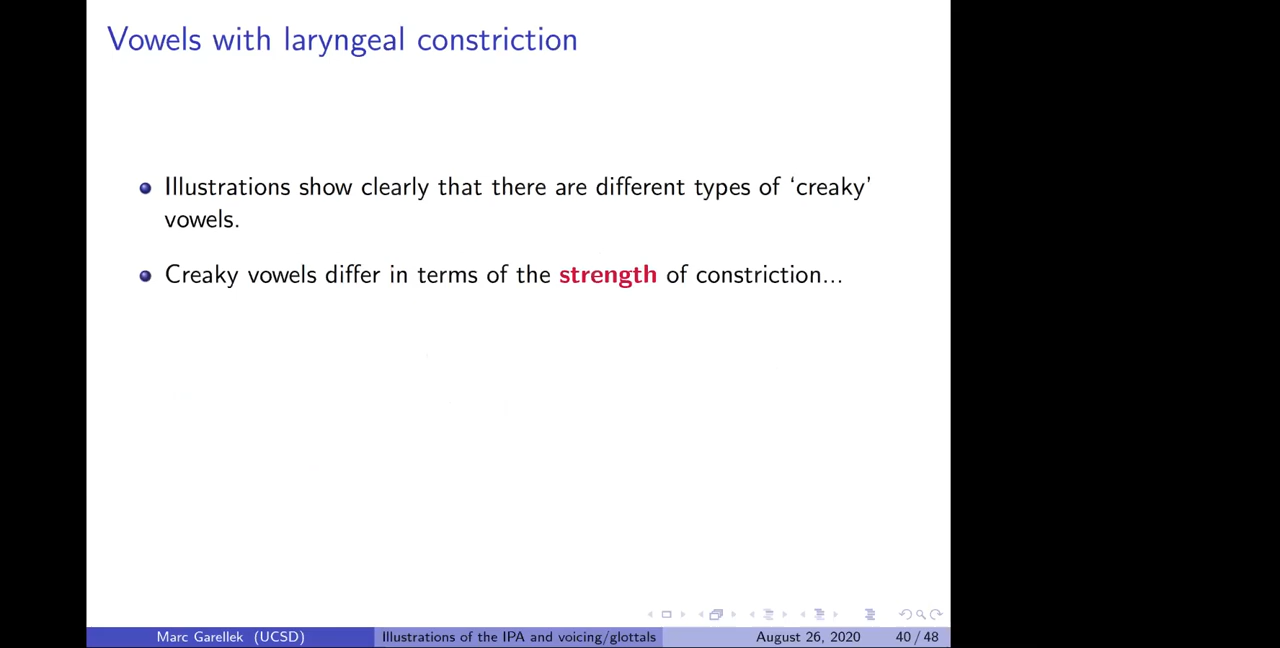 Vowels with laryngeal constriction
Illustrations show clearly that there are different types of ‘creaky’
vowels.
Creaky vowels differ in terms of the strength of constriction...
Marc Garellek (UCSD) Illustrations of the IPA and voicing/glottals August 26, 2020 40 / 48